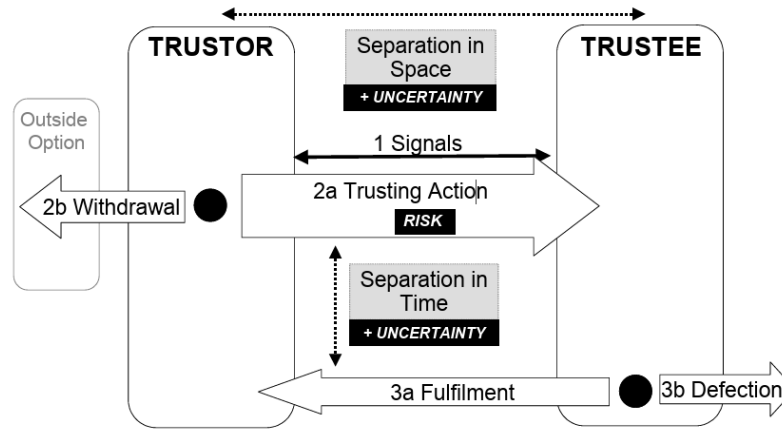 TRUSTOR
TRUSTEE
Separation in
Space
+ UNCERTAINTY
Outside
Option
1 Signals
2b Withdrawal
2a Trusting Action
RISK
Separation in
Time
+ UNCERTAINTY
3a Fulfilment
3b Defection